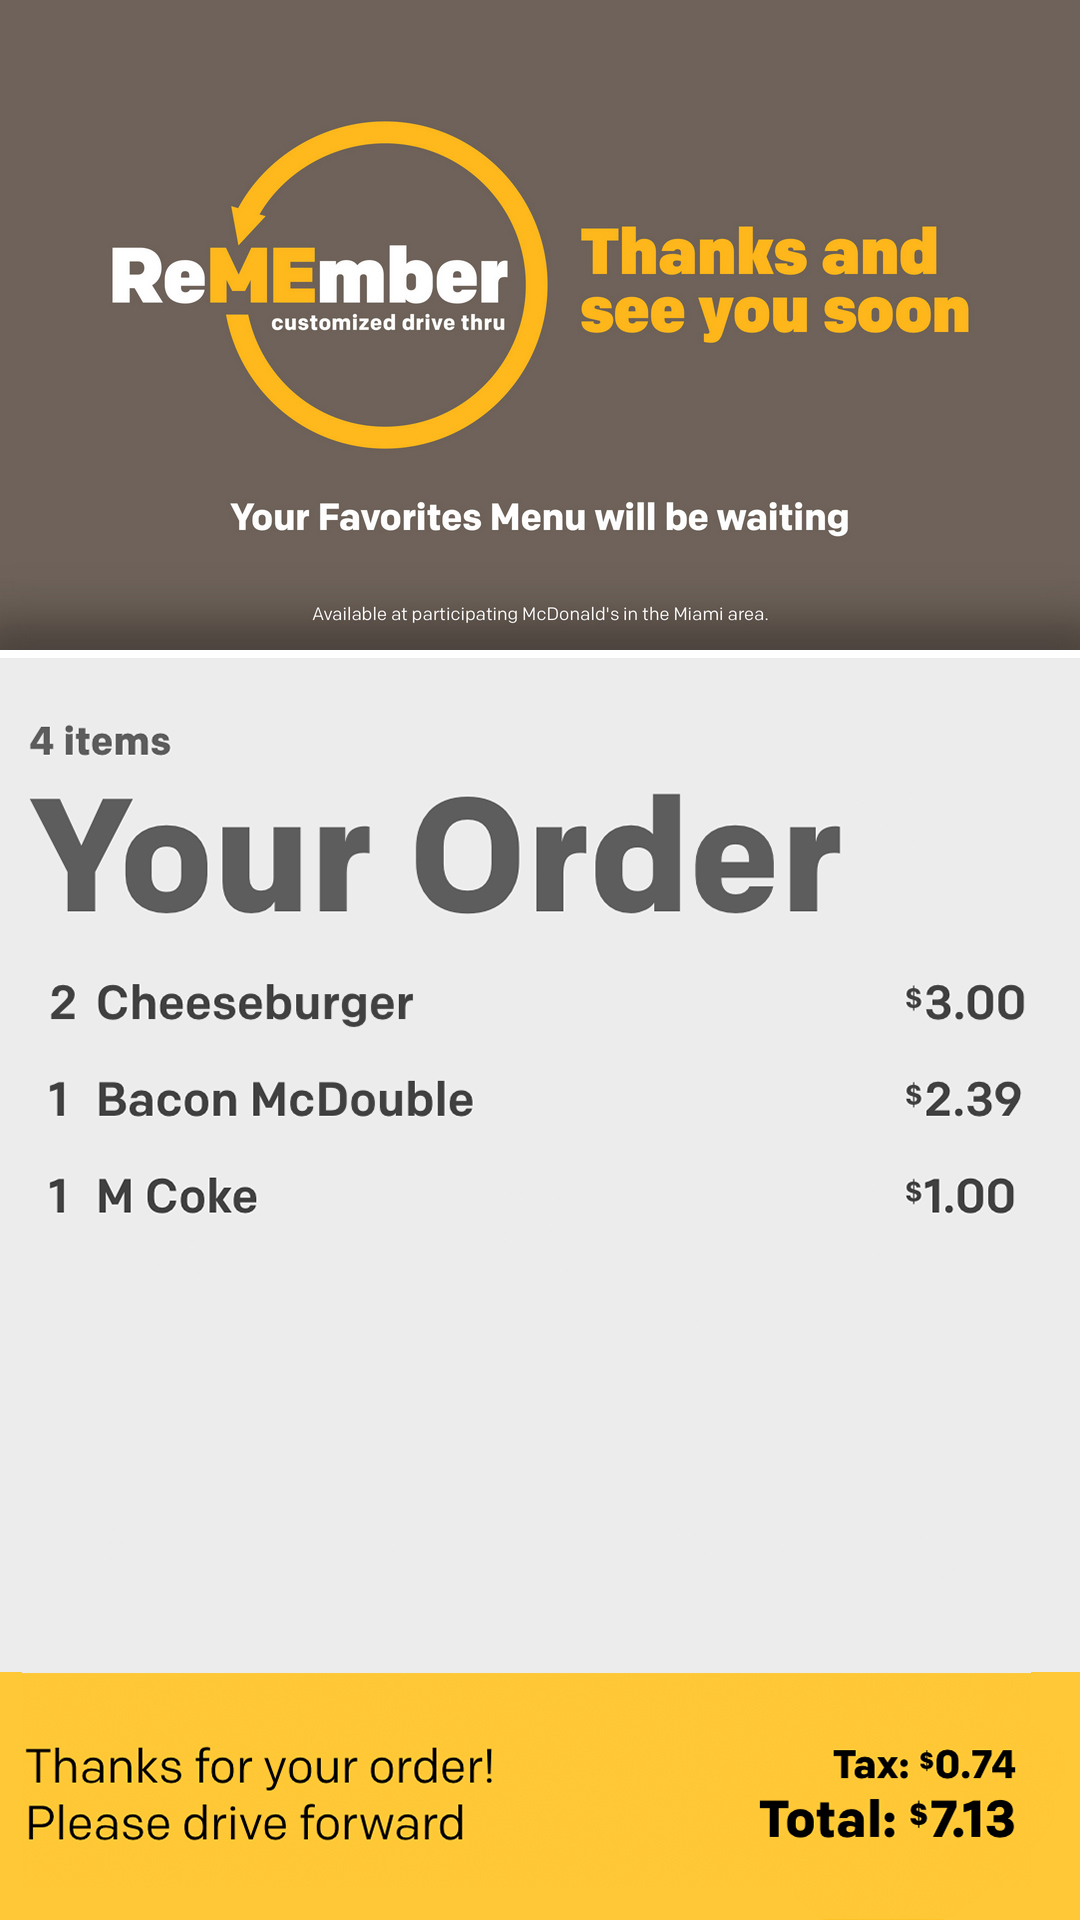 ReMEmber
customized drive thru
Thanks and
see you soon
Your Favorites Menu will be waiting
Available at participating McDonald's in the Miami area.
4 items
Your Order
2 Cheeseburger $3.00
1 Bacon McDouble $2.39
1 M Coke $1.00
Thanks for your order!
Please drive forward
Tax: $0.74
Total: $7.13